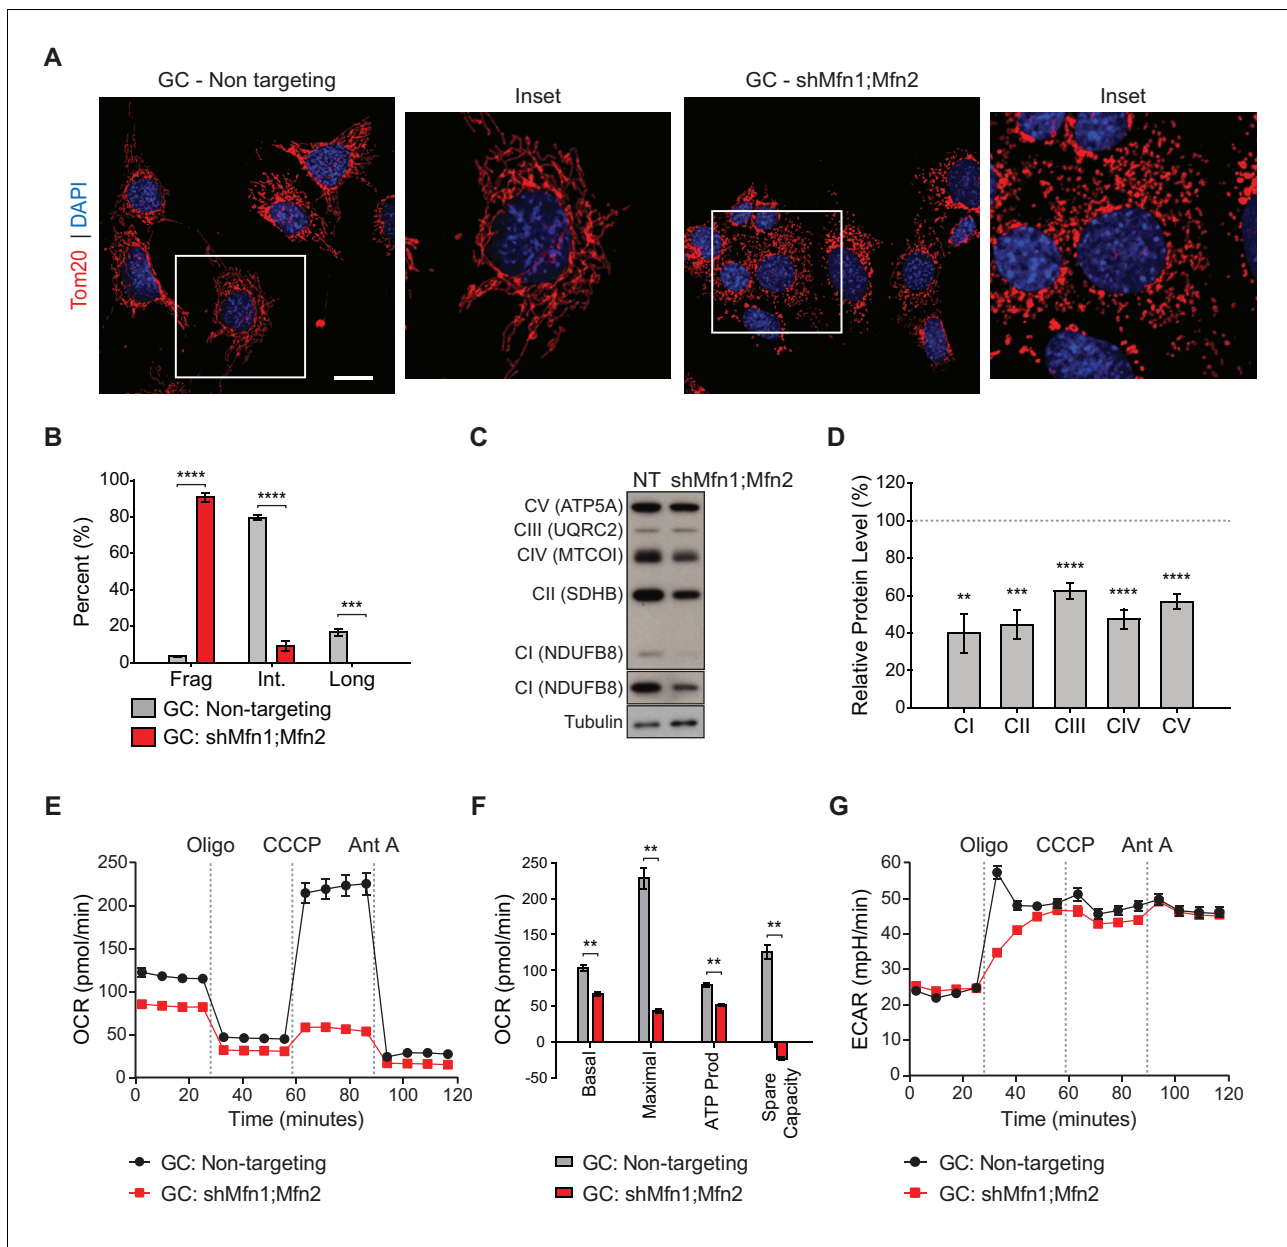 A
GC - Non targeting
Inset
GC - shMfn1;Mfn2
Inset
Tom20 | DAPI
B
Percent (%)
100
80
60
40
20
0
****
****
***
Frag
Int.
Long
GC: Non-targeting
GC: shMfn1;Mfn2
C
NT shMfn1;Mfn2
CV (ATP5A)
CIII (UQRC2)
CIV (MTCOI)
CII (SDHB)
CI (NDUFB8)
CI (NDUFB8)
Tubulin
D
Relative Protein Level (%)
120
100
80
60
40
20
0
**
***
****
****
****
CI
CII
CIII
CIV
CV
E
Oligo
CCCP
Ant A
OCR (pmol/min)
250
200
150
100
50
0
0
20
40
60
80
100
120
Time (minutes)
GC: Non-targeting
GC: shMfn1;Mfn2
F
OCR (pmol/min)
250
200
150
100
50
0
-50
**
**
**
**
Basal
Maximal
ATP Prod
Spare
Capacity
GC: Non-targeting
GC: shMfn1;Mfn2
G
Oligo
CCCP
Ant A
ECAR (mpH/min)
60
50
40
30
20
10
0
0
20
40
60
80
100
120
Time (minutes)
GC: Non-targeting
GC: shMfn1;Mfn2